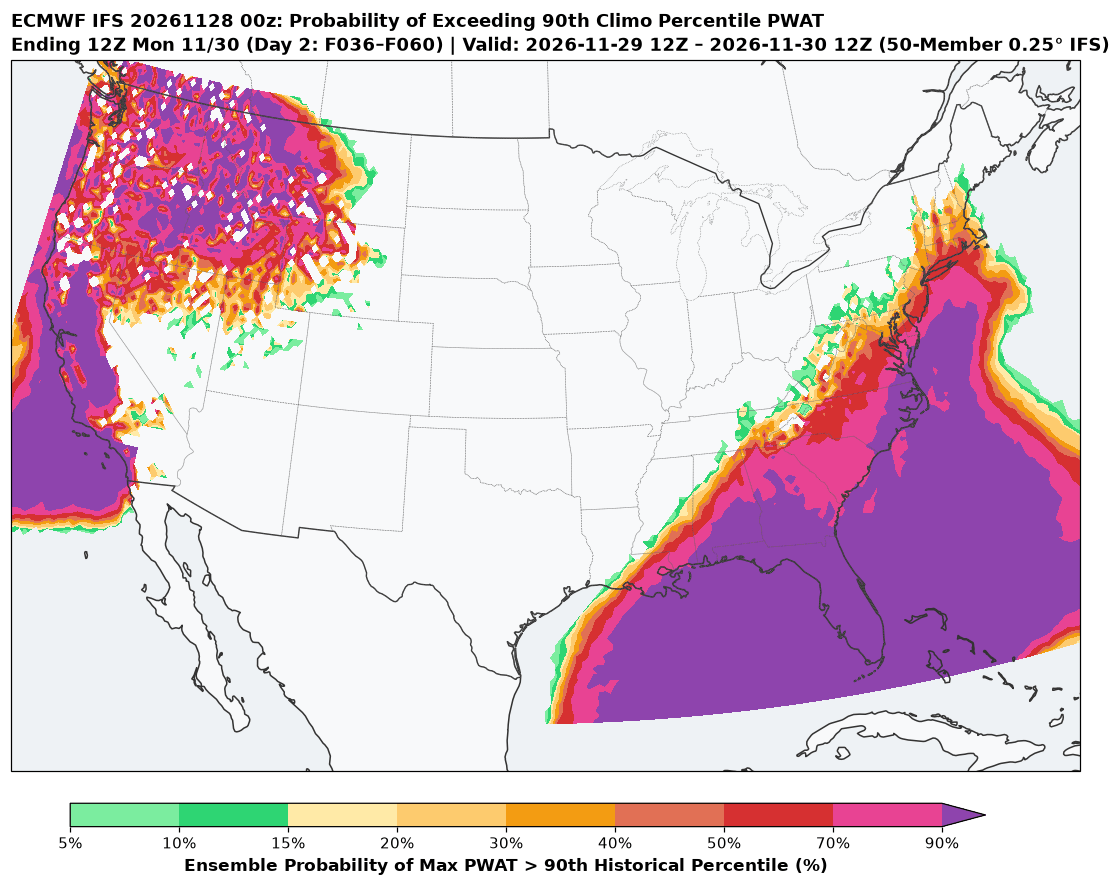 ECMWF IFS 20261128 00z: Probability of Exceeding 90th Climo Percentile PWAT
Ending 12Z Mon 11/30 (Day 2: F036–F060) | Valid: 2026-11-29 12Z – 2026-11-30 12Z (50-Member 0.25° IFS)
5% 10% 15% 20% 30% 40% 50% 70% 90%
Ensemble Probability of Max PWAT > 90th Historical Percentile (%)